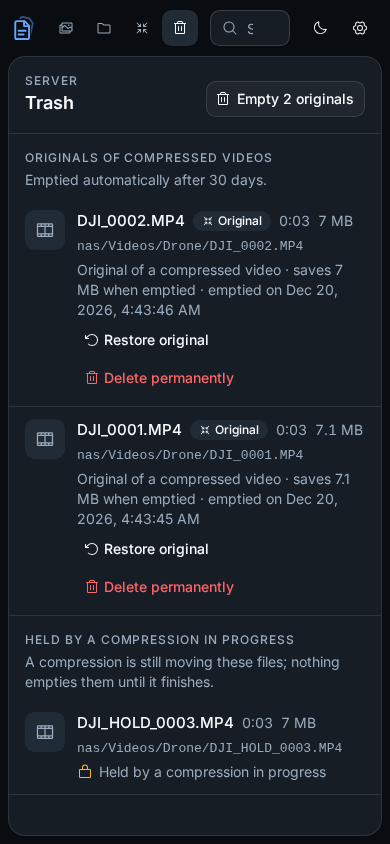 S
SERVER
Trash
Empty 2 originals
ORIGINALS OF COMPRESSED VIDEOS
Emptied automatically after 30 days.
DJI_0002.MP4 Original 0:03 7 MB
nas/Videos/Drone/DJI_0002.MP4
Original of a compressed video · saves 7
MB when emptied · emptied on Dec 20,
2026, 4:43:46 AM
Restore original
Delete permanently
DJI_0001.MP4 Original 0:03 7.1 MB
nas/Videos/Drone/DJI_0001.MP4
Original of a compressed video · saves 7.1
MB when emptied · emptied on Dec 20,
2026, 4:43:45 AM
Restore original
Delete permanently
HELD BY A COMPRESSION IN PROGRESS
A compression is still moving these files; nothing
empties them until it finishes.
DJI_HOLD_0003.MP4 0:03 7 MB
nas/Videos/Drone/DJI_HOLD_0003.MP4
Held by a compression in progress